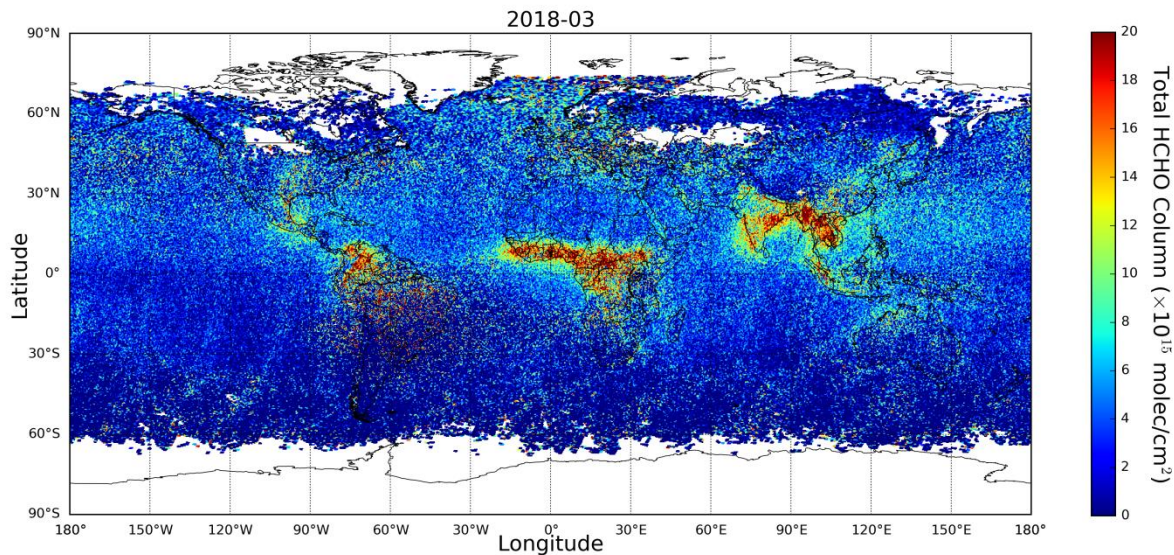 2018-03
90°N
60°N
30°N
0°
30°S
60°S
90°S
Latitude
180° 150°W 120°W 90°W 60°W 30°W 0° 30°E 60°E 90°E 120°E 150°E 180°
Longitude
20
18
16
14
12
10
8
6
4
2
0
Total HCHO Column (×10¹⁵ molec/cm²)